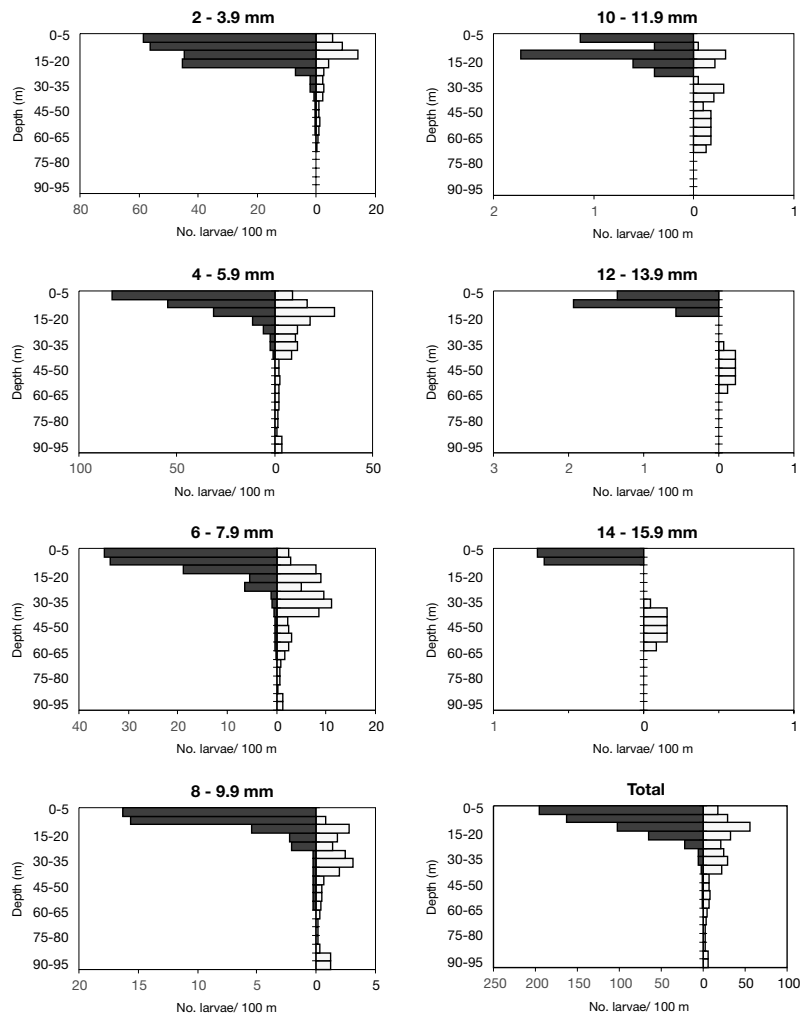 2 - 3.9 mm
0-5
15-20
30-35
45-50
60-65
75-80
90-95
Depth (m)
80 60 40 20 0 20
No. larvae/ 100 m
10 - 11.9 mm
0-5
15-20
30-35
45-50
60-65
75-80
90-95
Depth (m)
2 1 0 1
No. larvae/ 100 m
4 - 5.9 mm
0-5
15-20
30-35
45-50
60-65
75-80
90-95
Depth (m)
100 50 0 50
No. larvae/ 100 m
12 - 13.9 mm
0-5
15-20
30-35
45-50
60-65
75-80
90-95
Depth (m)
3 2 1 0 1
No. larvae/ 100 m
6 - 7.9 mm
0-5
15-20
30-35
45-50
60-65
75-80
90-95
Depth (m)
40 30 20 10 0 10 20
No. larvae/ 100 m
14 - 15.9 mm
0-5
15-20
30-35
45-50
60-65
75-80
90-95
Depth (m)
1 0 1
No. larvae/ 100 m
8 - 9.9 mm
0-5
15-20
30-35
45-50
60-65
75-80
90-95
Depth (m)
20 15 10 5 0 5
No. larvae/ 100 m
Total
0-5
15-20
30-35
45-50
60-65
75-80
90-95
Depth (m)
250 200 150 100 50 0 50 100
No. larvae/ 100 m